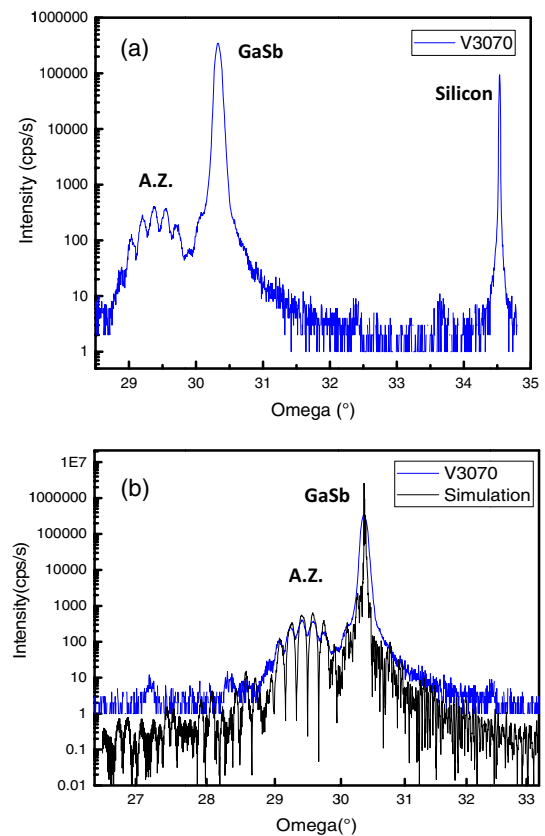 (a)
GaSb
V3070
Silicon
A.Z.
Intensity (cps/s)
1000000
100000
10000
1000
100
10
1
29 30 31 32 33 34 35
Omega (°)
(b)
GaSb
V3070
Simulation
A.Z.
Intensity(cps/s)
1E7
1000000
100000
10000
1000
100
10
1
0.1
0.01
27 28 29 30 31 32 33
Omega(°)